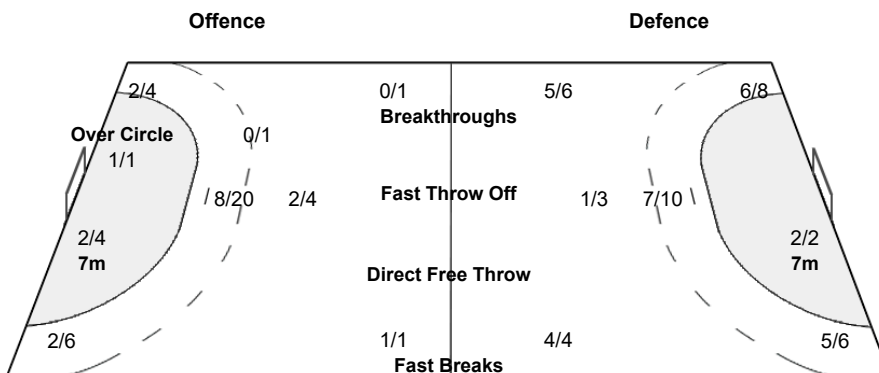 Offence Defence
2/4 0/1 5/6 6/8
Breakthroughs
Over Circle 0/1
1/1
8/20 2/4 Fast Throw Off 1/3 7/10
2/4 2/2
7m 7m
Direct Free Throw
2/6 1/1 4/4 5/6
Fast Breaks